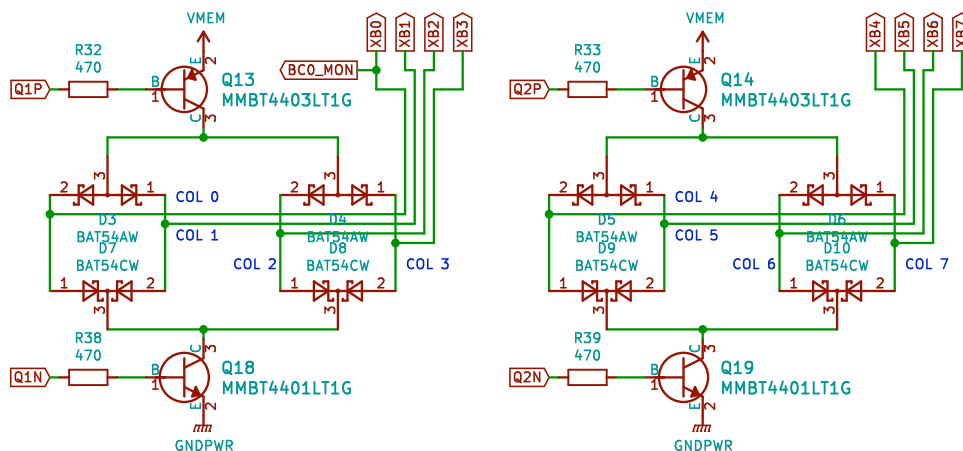 VMEM
XB0
XB1
XB2
XB3
R32
470
BC0_MON
Q1P
B
1
E
2
C
3
Q13
MMBT4403LT1G
3
2
1
COL 0
D3
BAT54AW
COL 1
3
2
1
D4
BAT54AW
D7
BAT54CW
1
2
3
COL 2
D8
BAT54CW
1
2
3
COL 3
R38
470
Q1N
B
1
C
3
E
2
Q18
MMBT4401LT1G
GNDPWR
VMEM
XB4
XB5
XB6
XB7
R33
470
Q2P
B
1
E
2
C
3
Q14
MMBT4403LT1G
3
2
1
COL 4
D5
BAT54AW
COL 5
3
2
1
D6
BAT54AW
D9
BAT54CW
1
2
3
COL 6
D10
BAT54CW
1
2
3
COL 7
R39
470
Q2N
B
1
C
3
E
2
Q19
MMBT4401LT1G
GNDPWR